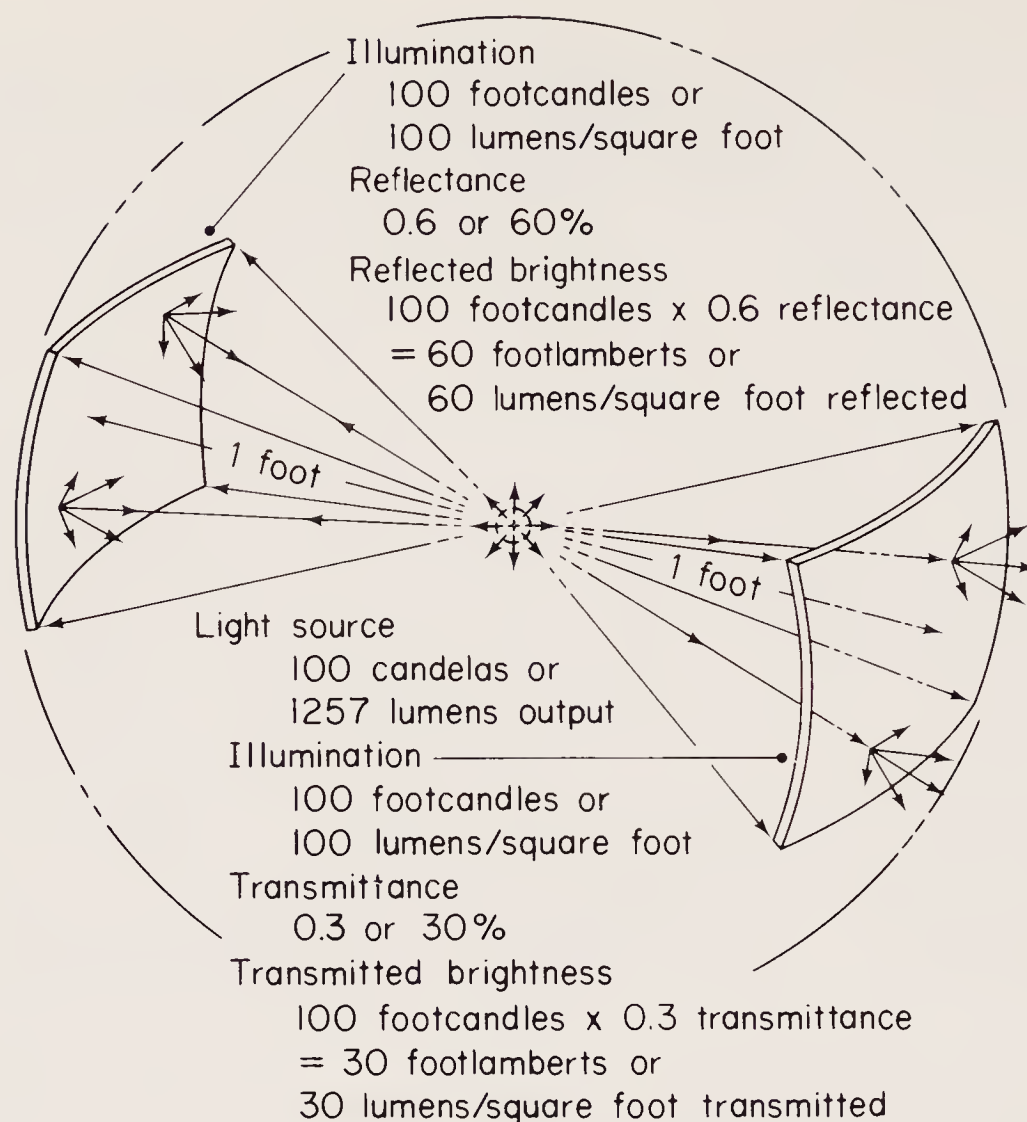 Illumination
100 footcandles or
100 lumens/square foot
Reflectance
0.6 or 60%
Reflected brightness
100 footcandles x 0.6 reflectance
= 60 footlamberts or
60 lumens/square foot reflected
1 foot
1 foot
Light source
100 candelas or
1257 lumens output
Illumination
100 footcandles or
100 lumens/square foot
Transmittance
0.3 or 30%
Transmitted brightness
100 footcandles x 0.3 transmittance
= 30 footlamberts or
30 lumens/square foot transmitted